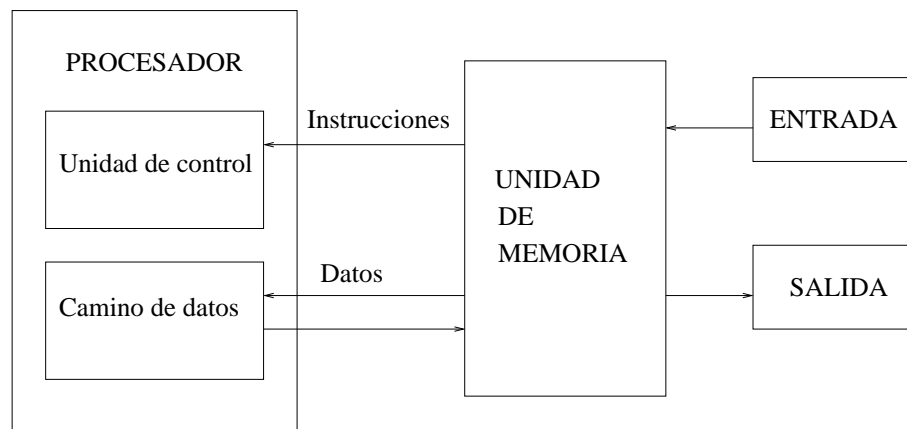 PROCESADOR
Unidad de control
Camino de datos
Instrucciones
Datos
UNIDAD
DE
MEMORIA
ENTRADA
SALIDA